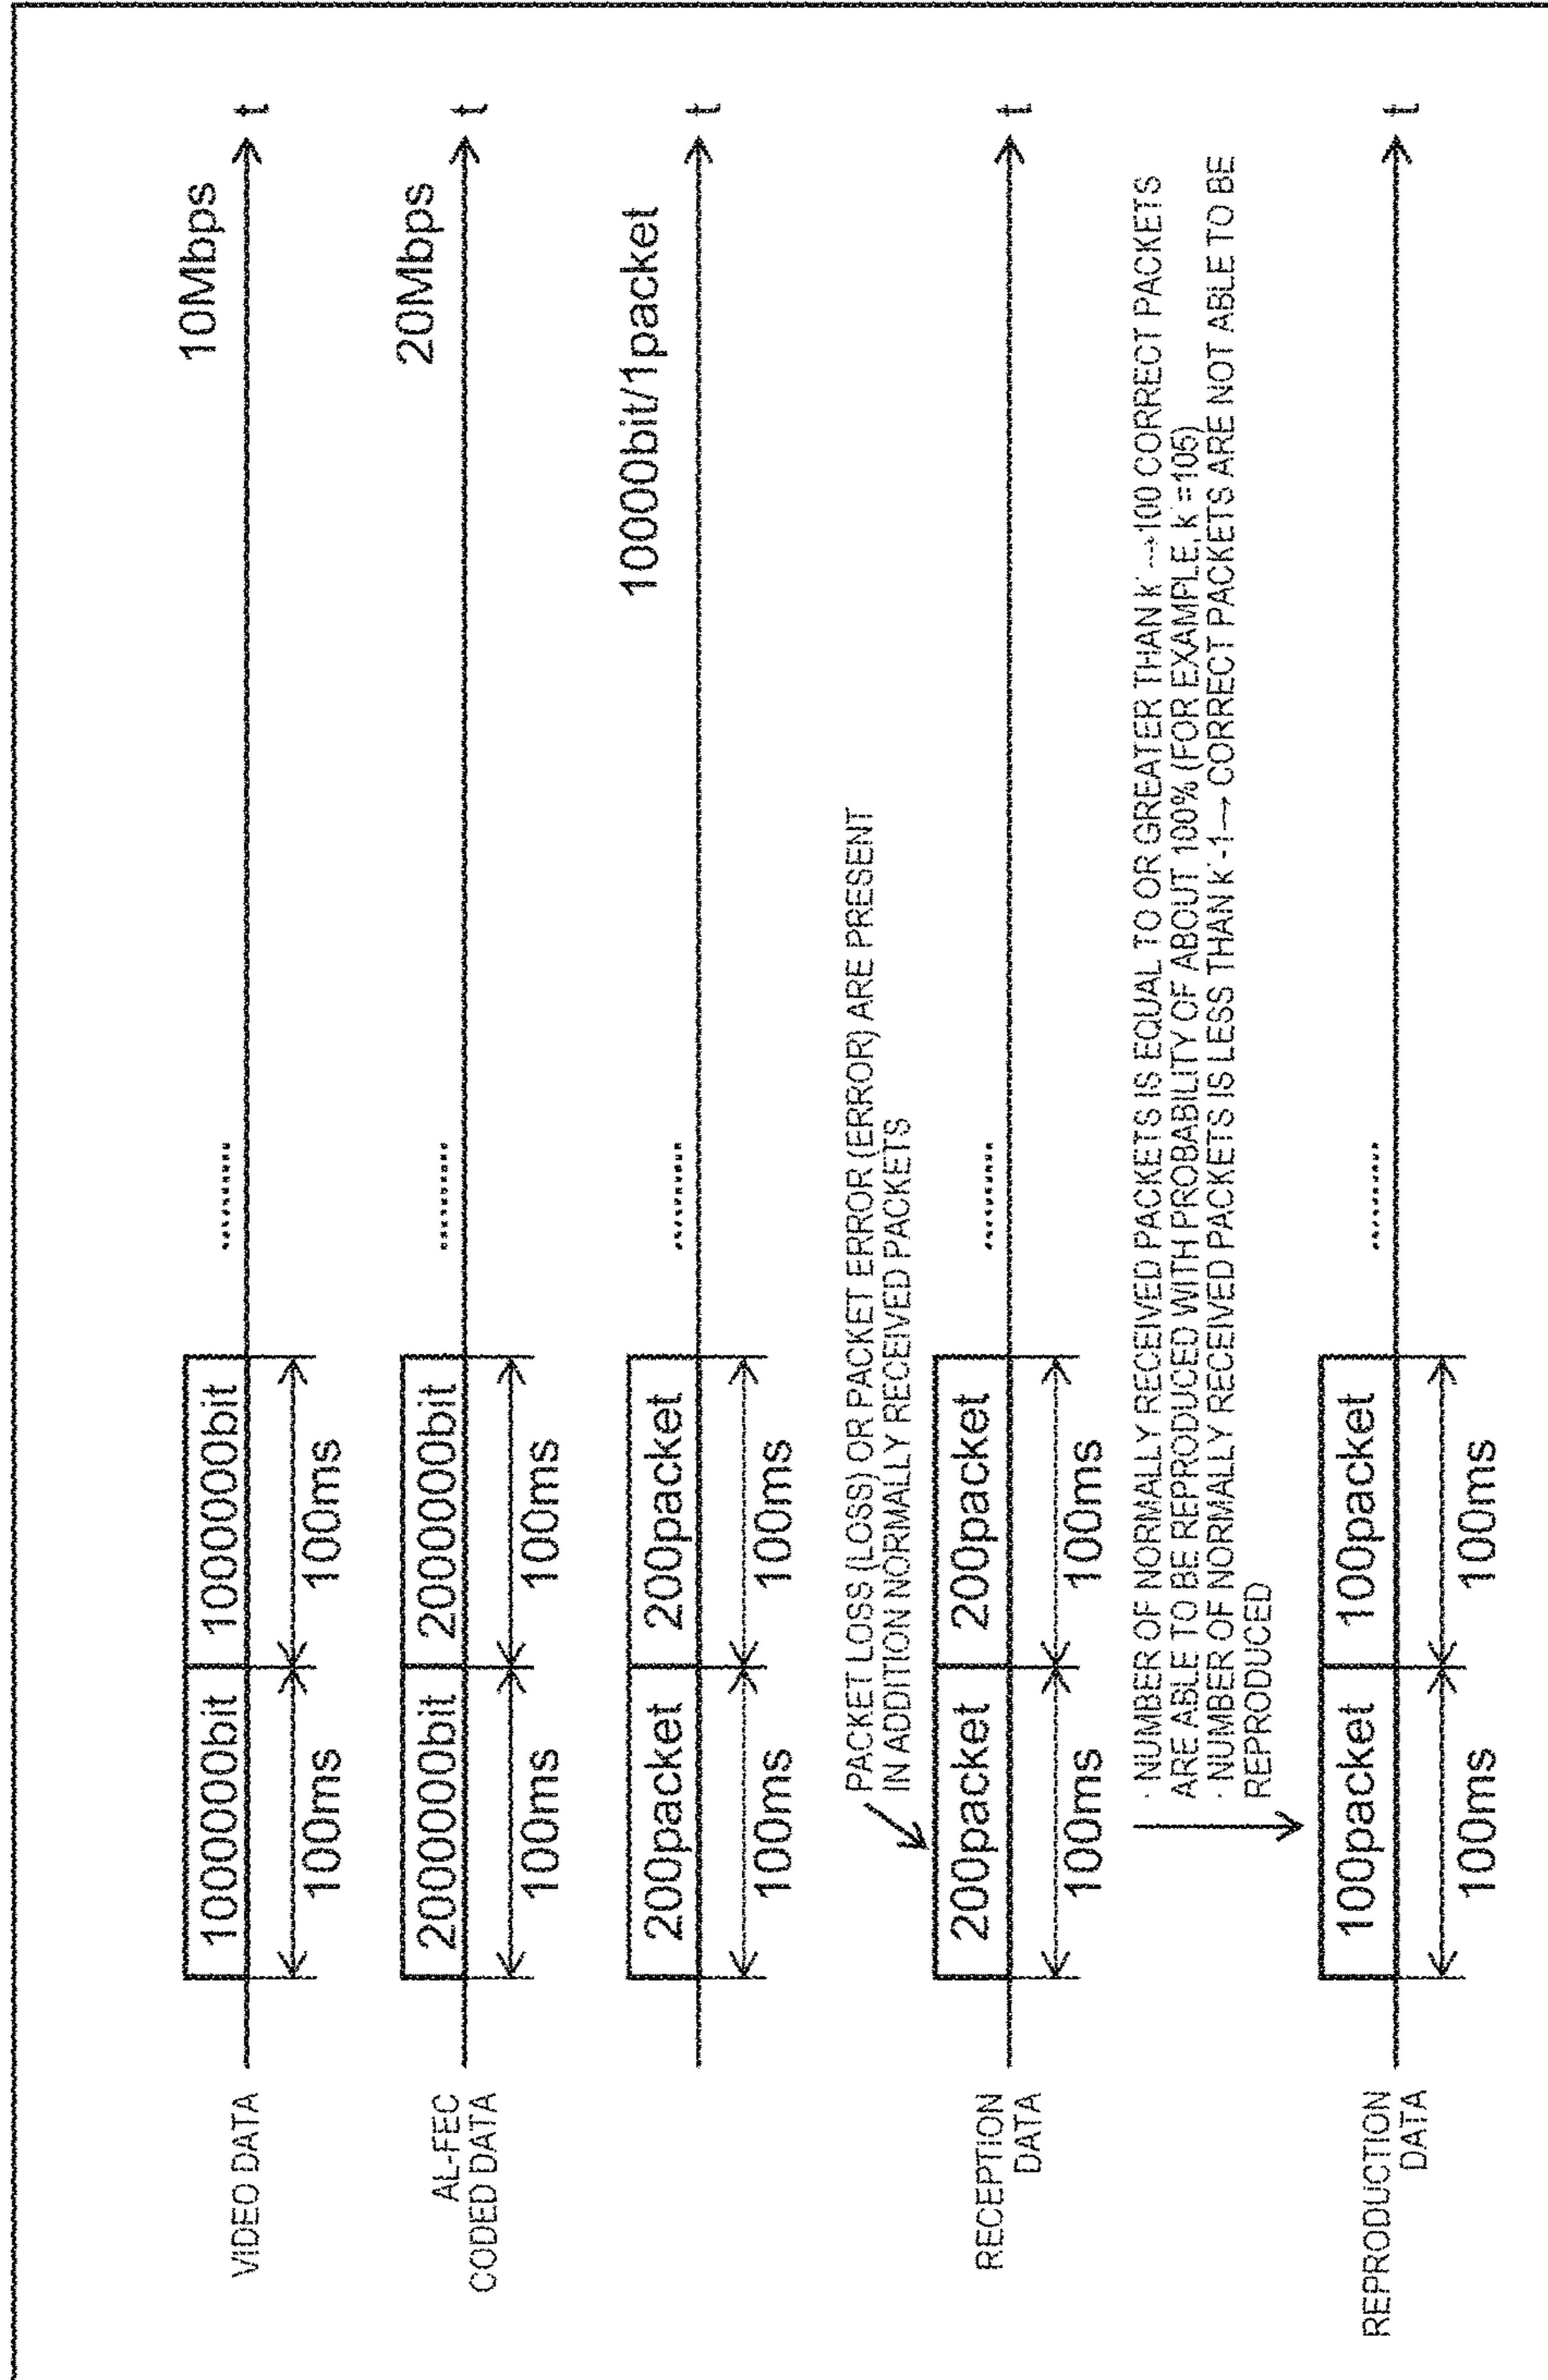 VIDEO DATA
1000000bit
1000000bit
10Mbps
t
100ms
100ms
AL-FEC
CODED DATA
2000000bit
2000000bit
20Mbps
t
100ms
100ms
200packet
200packet
10000bit/1packet
t
100ms
100ms
PACKET LOSS (LOSS) OR PACKET ERROR (ERROR) ARE PRESENT
IN ADDITION NORMALLY RECEIVED PACKETS
RECEPTION
DATA
200packet
200packet
t
100ms
100ms
· NUMBER OF NORMALLY RECEIVED PACKETS IS EQUAL TO OR GREATER THAN k' → 100 CORRECT PACKETS
ARE ABLE TO BE REPRODUCED WITH PROBABILITY OF ABOUT 100% (FOR EXAMPLE, k'=105)
· NUMBER OF NORMALLY RECEIVED PACKETS IS LESS THAN k'-1 → CORRECT PACKETS ARE NOT ABLE TO BE
REPRODUCED
REPRODUCTION
DATA
100packet
100packet
t
100ms
100ms